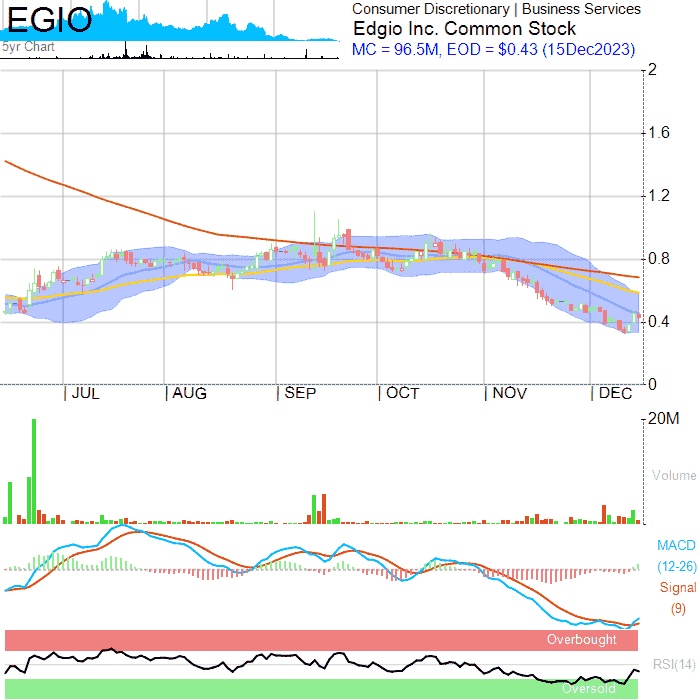 EGIO
5yr Chart
Consumer Discretionary | Business Services
Edgio Inc. Common Stock
MC = 96.5M, EOD = $0.43 (15Dec2023)
2
1.6
1.2
0.8
0.4
0
| JUL | AUG | SEP | OCT | NOV | DEC
20M
Volume
MACD
(12-26)
Signal
(9)
Overbought
RSI(14)
Oversold